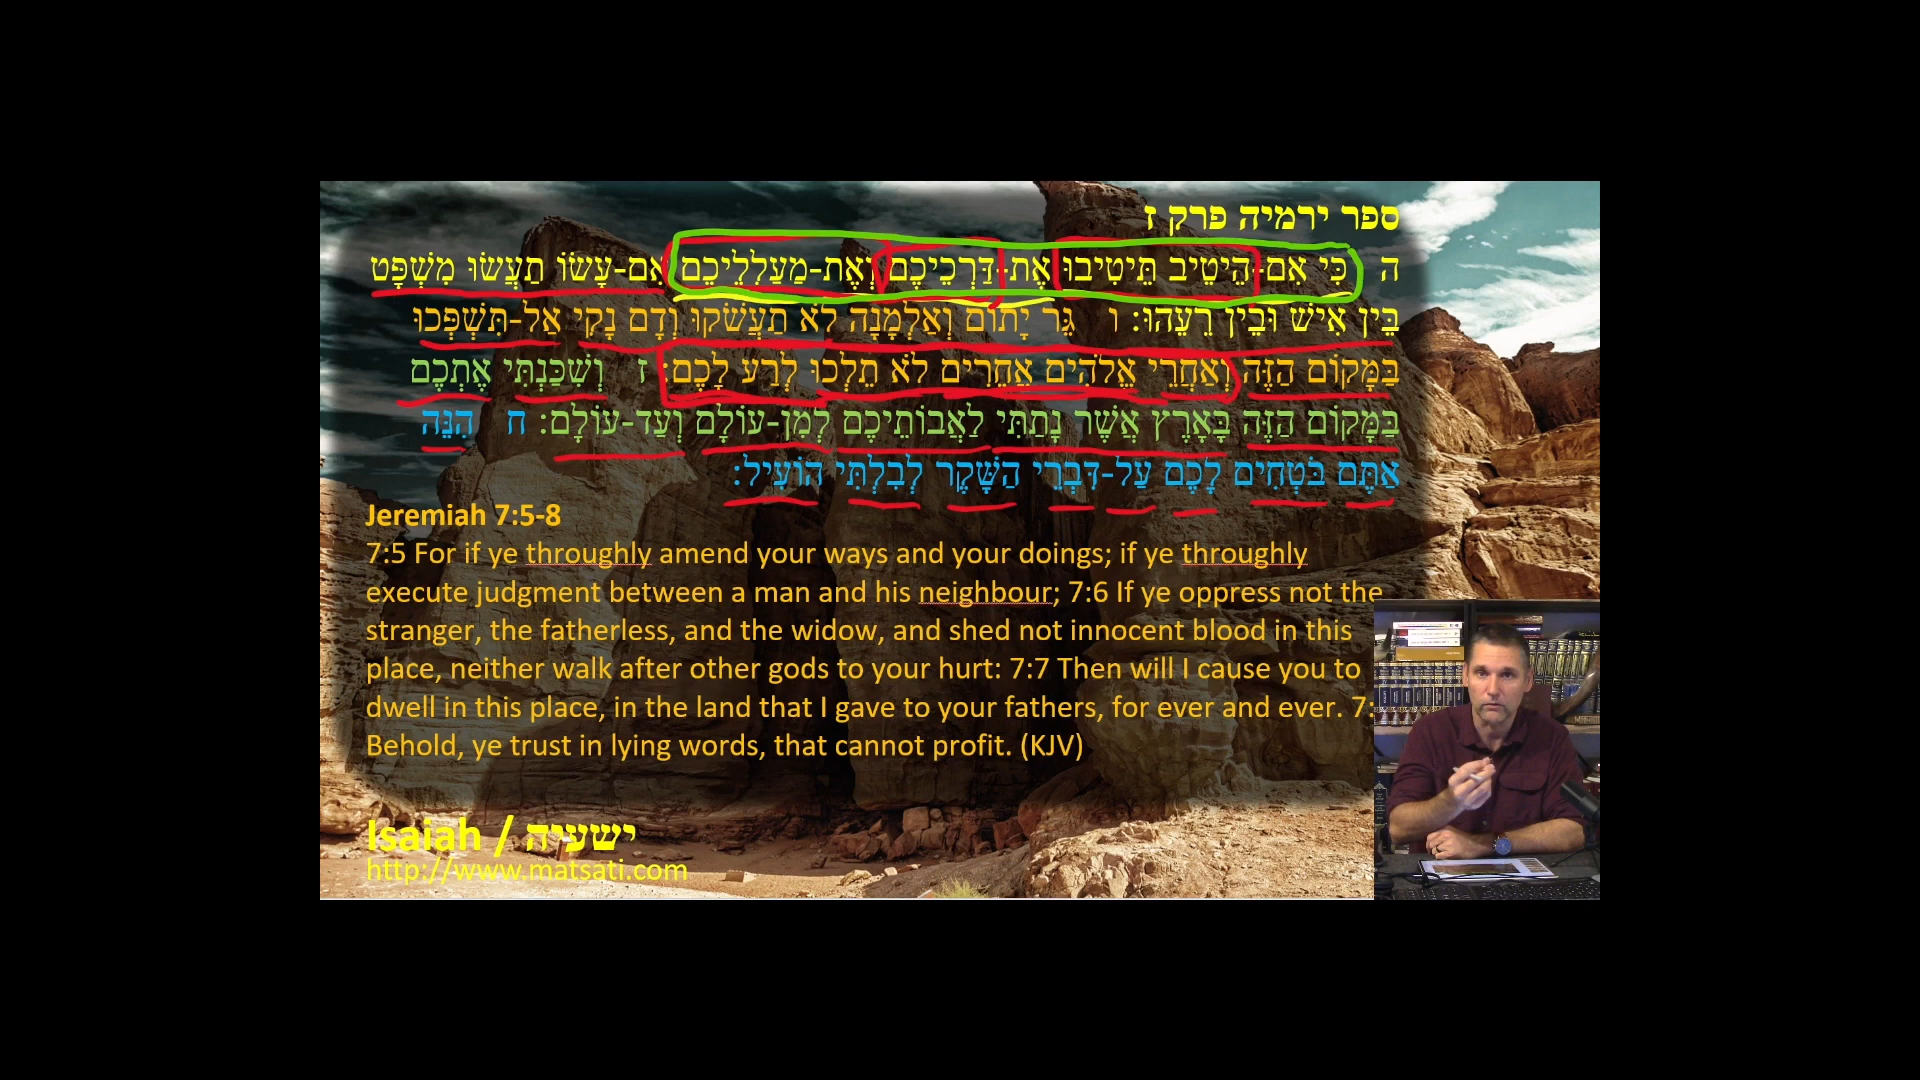 ספר ירמיה פרק ז
ה כִּי אִם-הֵיטֵיב תֵּיטִיבוּ אֶת-דַּרְכֵיכֶם וְאֶת-מַעַלְלֵיכֶם אִם-עָשׂוֹ תַעֲשׂוּ מִשְׁפָּט
בֵּין אִישׁ וּבֵין רֵעֵהוּ: ו גֵּר יָתוֹם וְאַלְמָנָה לֹא תַעֲשֹׁקוּ וְדָם נָקִי אַל-תִּשְׁפְּכוּ
בַּמָּקוֹם הַזֶּה וְאַחֲרֵי אֱלֹהִים אֲחֵרִים לֹא תֵלְכוּ לְרַע לָכֶם: ז וְשִׁכַּנְתִּי אֶתְכֶם
בַּמָּקוֹם הַזֶּה בָּאָרֶץ אֲשֶׁר נָתַתִּי לַאֲבוֹתֵיכֶם לְמִן-עוֹלָם וְעַד-עוֹלָם: ח הִנֵּה
אַתֶּם בֹּטְחִים לָכֶם עַל-דִּבְרֵי הַשָּׁקֶר לְבִלְתִּי הוֹעִיל:
Jeremiah 7:5-8
7:5 For if ye throughly amend your ways and your doings; if ye throughly
execute judgment between a man and his neighbour; 7:6 If ye oppress not the
stranger, the fatherless, and the widow, and shed not innocent blood in this
place, neither walk after other gods to your hurt: 7:7 Then will I cause you to
dwell in this place, in the land that I gave to your fathers, for ever and ever. 7:
Behold, ye trust in lying words, that cannot profit. (KJV)
Isaiah / ישעיה
http://www.matsati.com